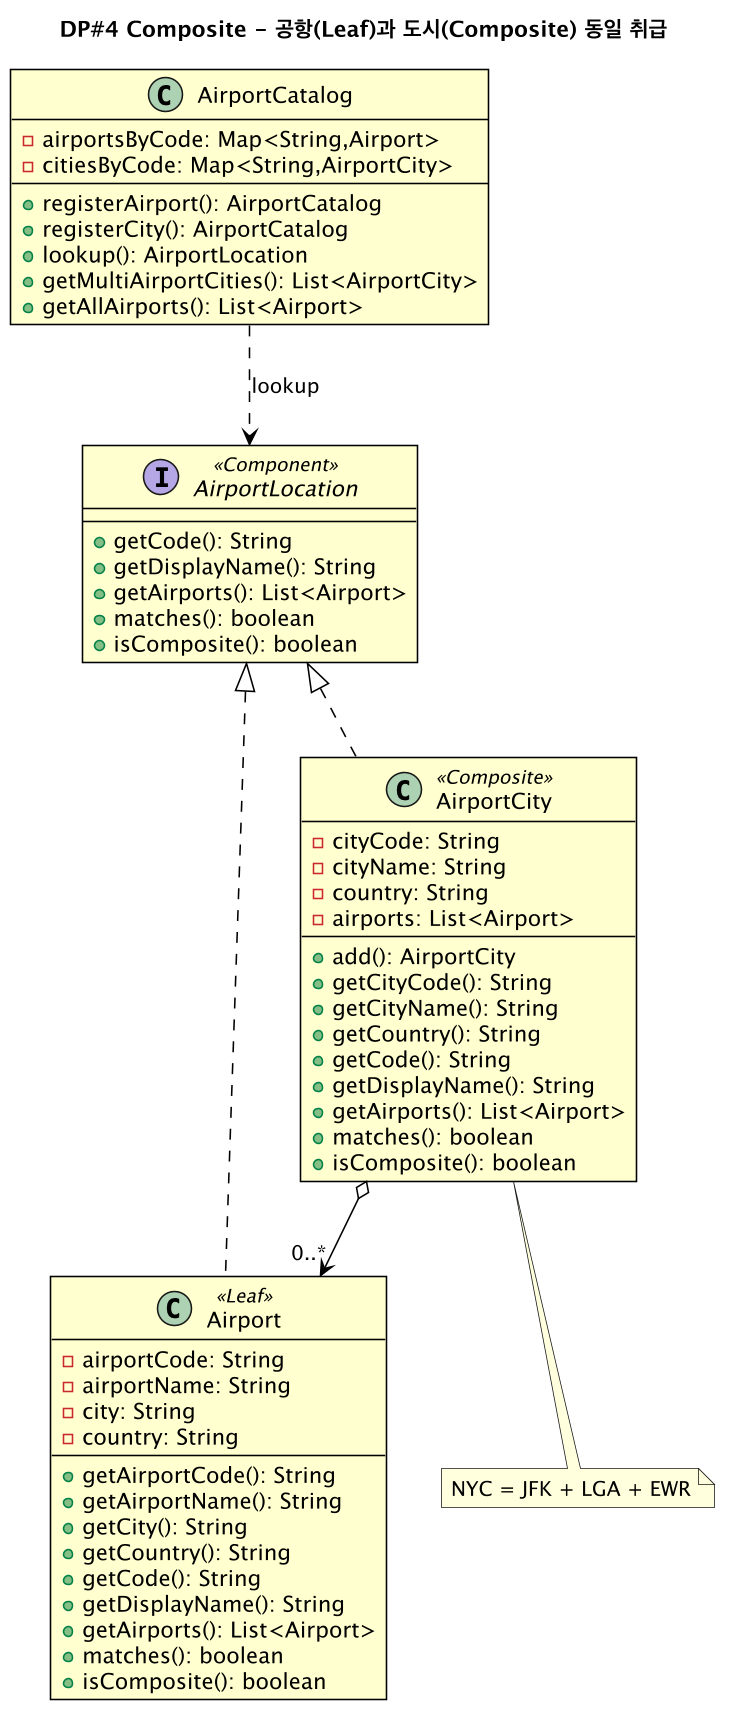 DP#4 Composite - 공항(Leaf)과 도시(Composite) 동일 취급
C AirportCatalog
airportsByCode: Map<String,Airport>
citiesByCode: Map<String,AirportCity>
registerAirport(): AirportCatalog
registerCity(): AirportCatalog
lookup(): AirportLocation
getMultiAirportCities(): List<AirportCity>
getAllAirports(): List<Airport>
lookup
I
«Component»
AirportLocation
getCode(): String
getDisplayName(): String
getAirports(): List<Airport>
matches(): boolean
isComposite(): boolean
C
«Composite»
AirportCity
cityCode: String
cityName: String
country: String
airports: List<Airport>
add(): AirportCity
getCityCode(): String
getCityName(): String
getCountry(): String
getCode(): String
getDisplayName(): String
getAirports(): List<Airport>
matches(): boolean
isComposite(): boolean
0..*
C
«Leaf»
Airport
airportCode: String
airportName: String
city: String
country: String
getAirportCode(): String
getAirportName(): String
getCity(): String
getCountry(): String
getCode(): String
getDisplayName(): String
getAirports(): List<Airport>
matches(): boolean
isComposite(): boolean
NYC = JFK + LGA + EWR